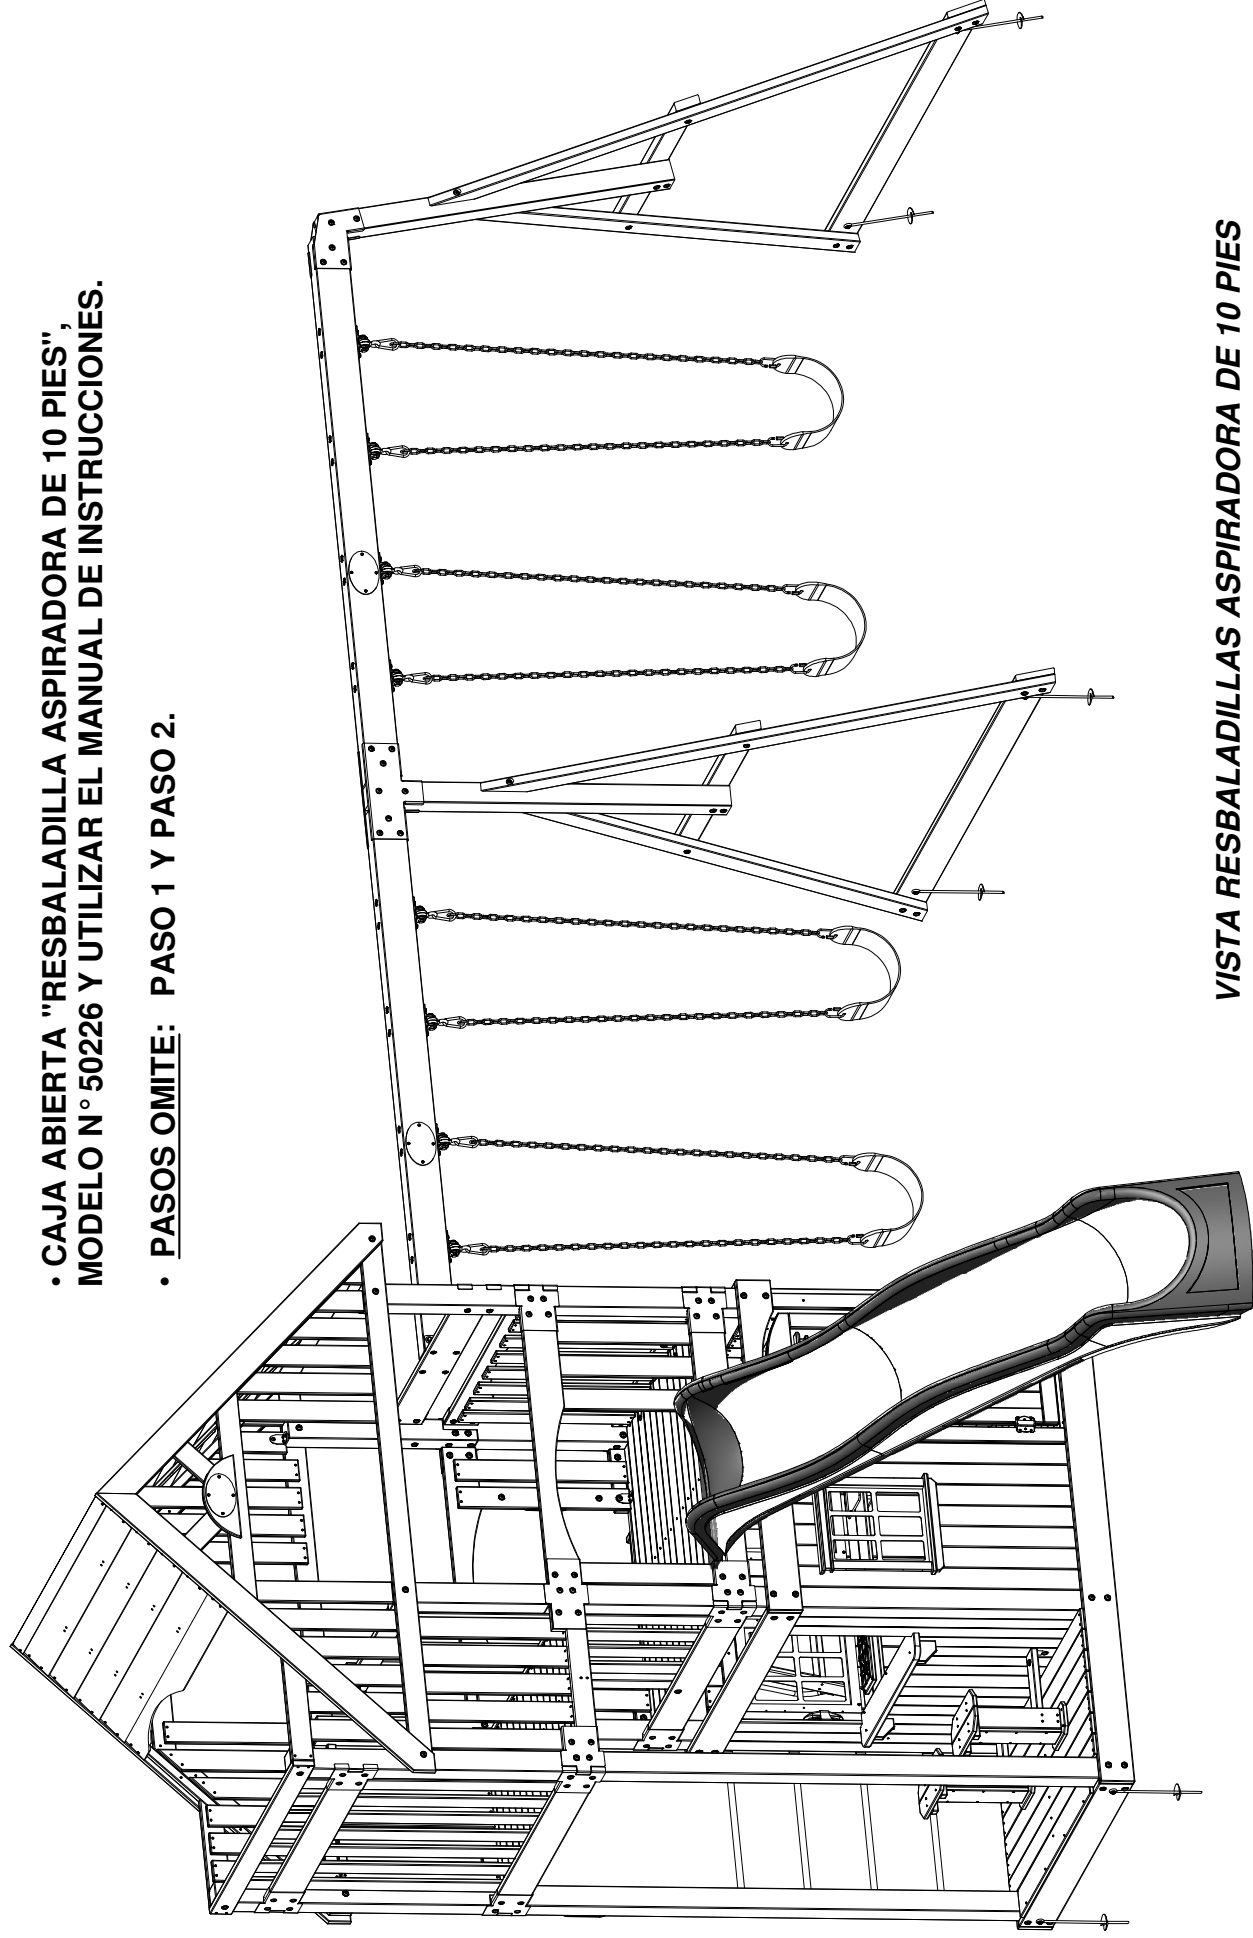 • CAJA ABIERTA "RESBALADILLA ASPIRADORA DE 10 PIES",
MODELO N° 50226 Y UTILIZAR EL MANUAL DE INSTRUCCIONES.
• PASOS OMITE: PASO 1 Y PASO 2.
VISTA RESBALADILLAS ASPIRADORA DE 10 PIES